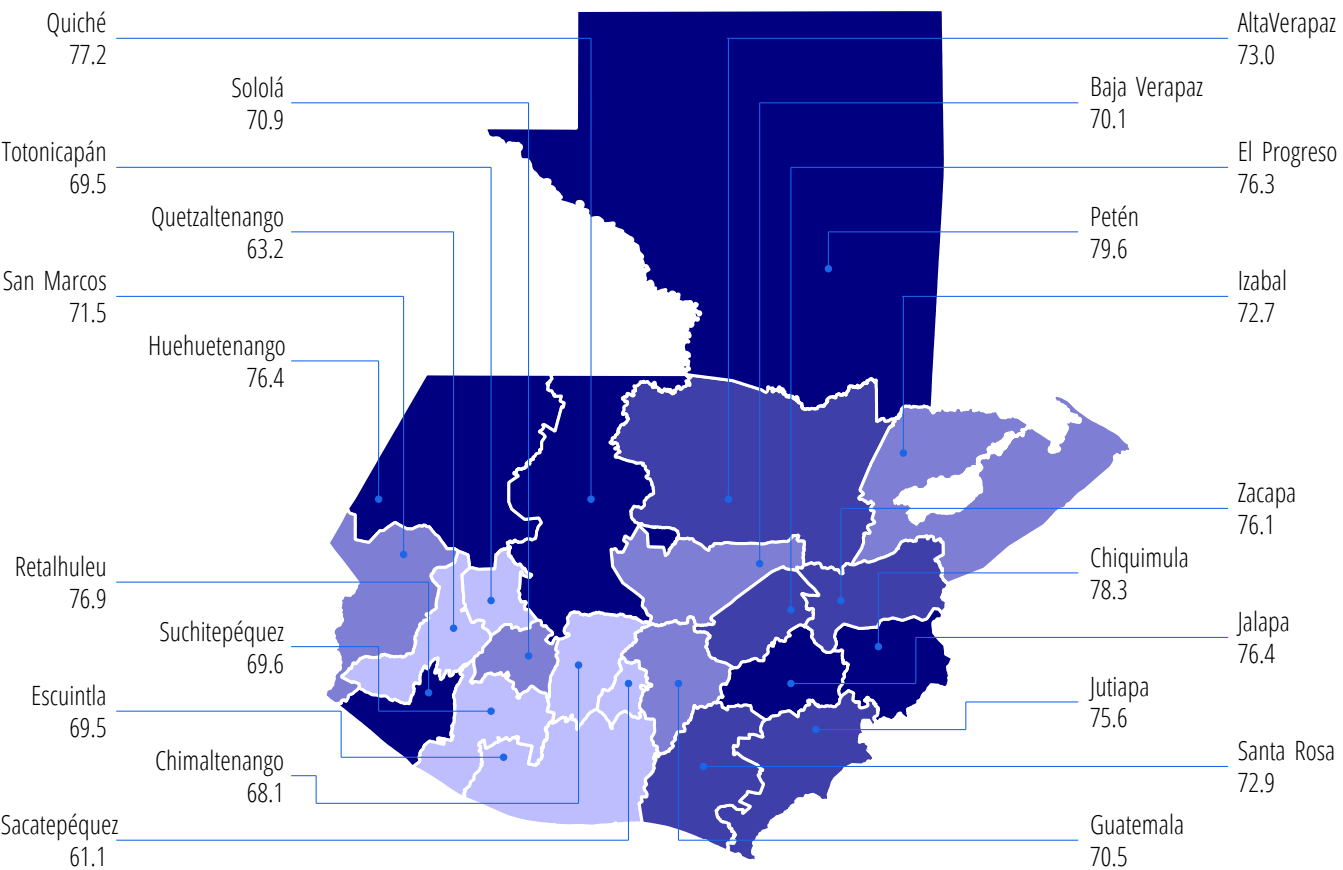 Quiché
77.2
Sololá
70.9
Totonicapán
69.5
Quetzaltenango
63.2
San Marcos
71.5
Huehuetenango
76.4
Retalhuleu
76.9
Suchitepéquez
69.6
Escuintla
69.5
Chimaltenango
68.1
Sacatepéquez
61.1
AltaVerapaz
73.0
Baja Verapaz
70.1
El Progreso
76.3
Petén
79.6
Izabal
72.7
Zacapa
76.1
Chiquimula
78.3
Jalapa
76.4
Jutiapa
75.6
Santa Rosa
72.9
Guatemala
70.5